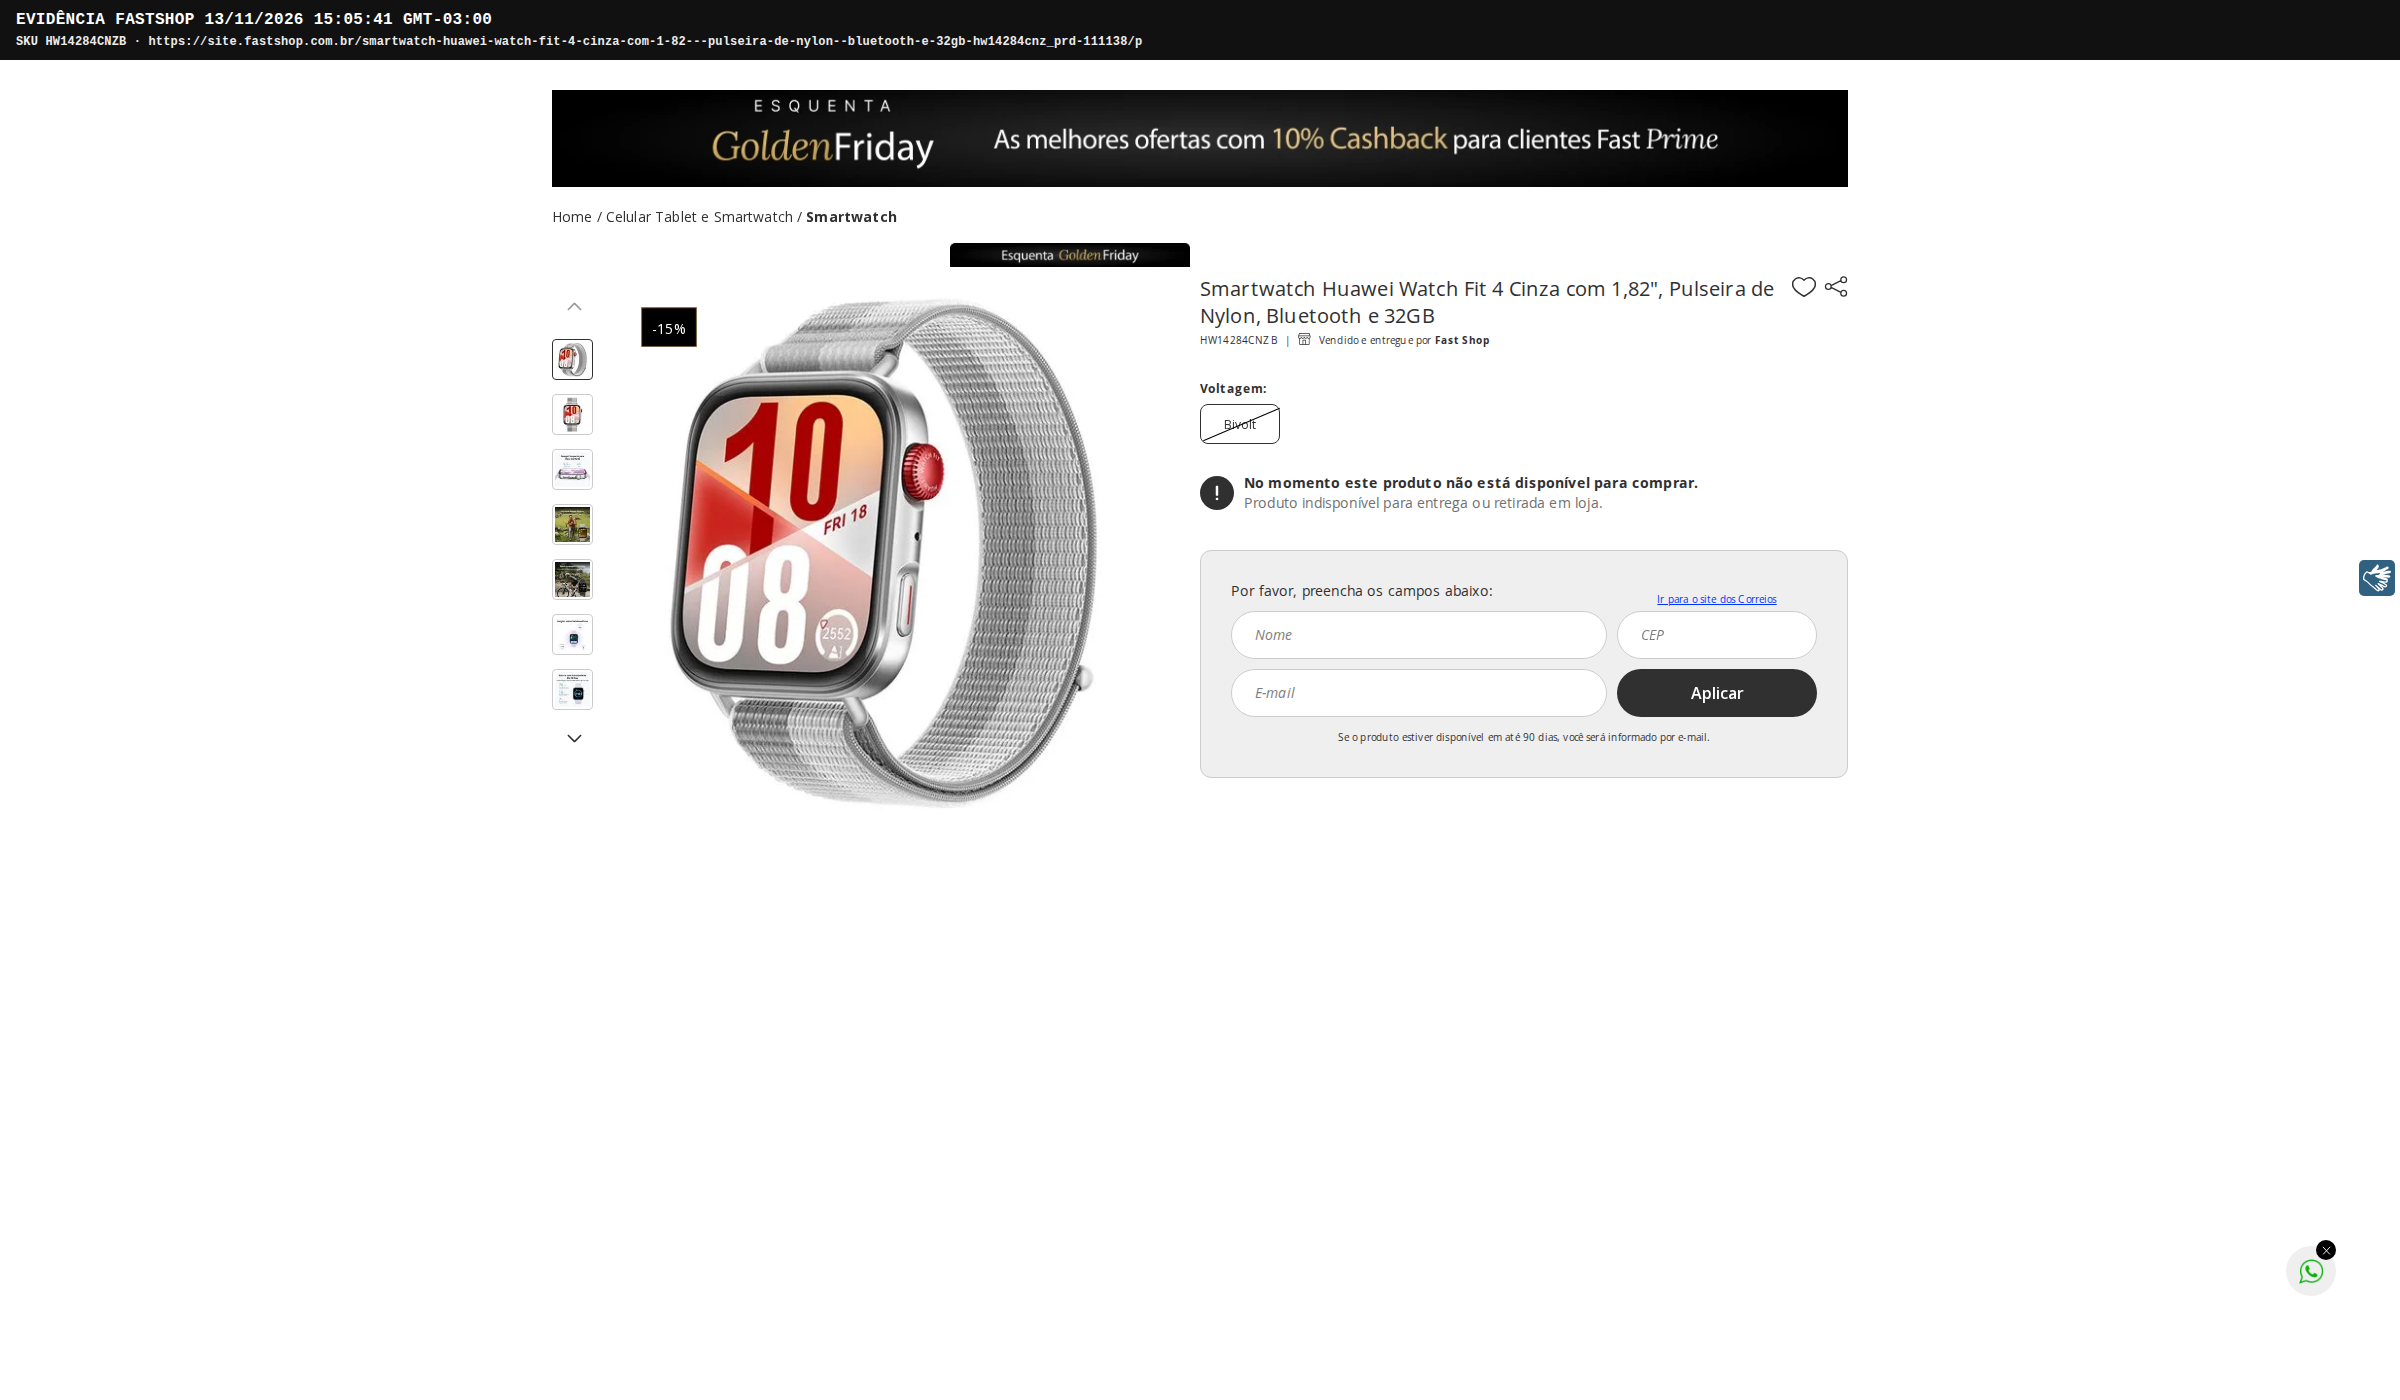 EVIDÊNCIA FASTSHOP 13/11/2026 15:05:41 GMT-03:00
SKU HW14284CNZB · https://site.fastshop.com.br/smartwatch-huawei-watch-fit-4-cinza-com-1-82---pulseira-de-nylon--bluetooth-e-32gb-hw14284cnz_prd-111138/p
ESQUENTA
GoldenFriday
As melhores ofertas com 10% Cashback para clientes Fast Prime
Home / Celular Tablet e Smartwatch / Smartwatch
Esquenta GoldenFriday
-15%
10
FRI 18
08
2552
Smartwatch Huawei Watch Fit 4 Cinza com 1,82", Pulseira de
Nylon, Bluetooth e 32GB
HW14284CNZB | Vendido e entregue por Fast Shop
Voltagem:
Bivolt
No momento este produto não está disponível para comprar.
Produto indisponível para entrega ou retirada em loja.
Por favor, preencha os campos abaixo:
Ir para o site dos Correios
Nome
CEP
E-mail
Aplicar
Se o produto estiver disponível em até 90 dias, você será informado por e-mail.